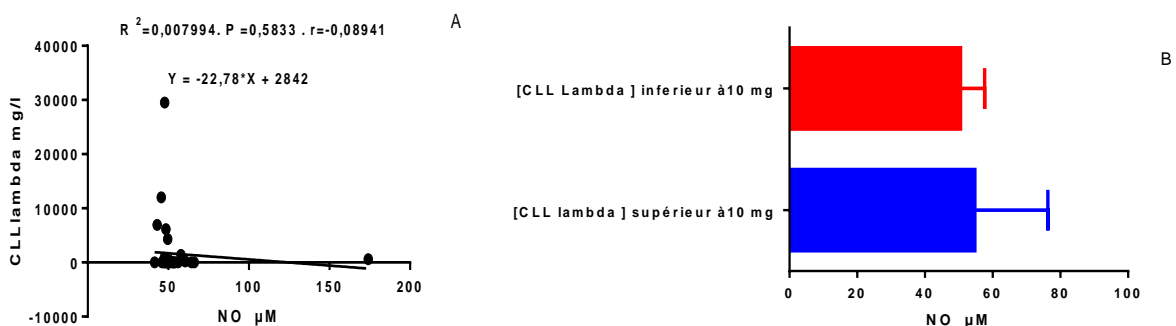 R²=0,007994. P =0,5833 . r=-0,08941
A
Y = -22,78*X + 2842
CLLlambda mg/l
40000
30000
20000
10000
0
-10000
50
100
150
200
NO µM
B
[CLL Lambda ] inferieur à10 mg
[CLL lambda ] supérieur à10 mg
0
20
40
60
80
100
NO µM